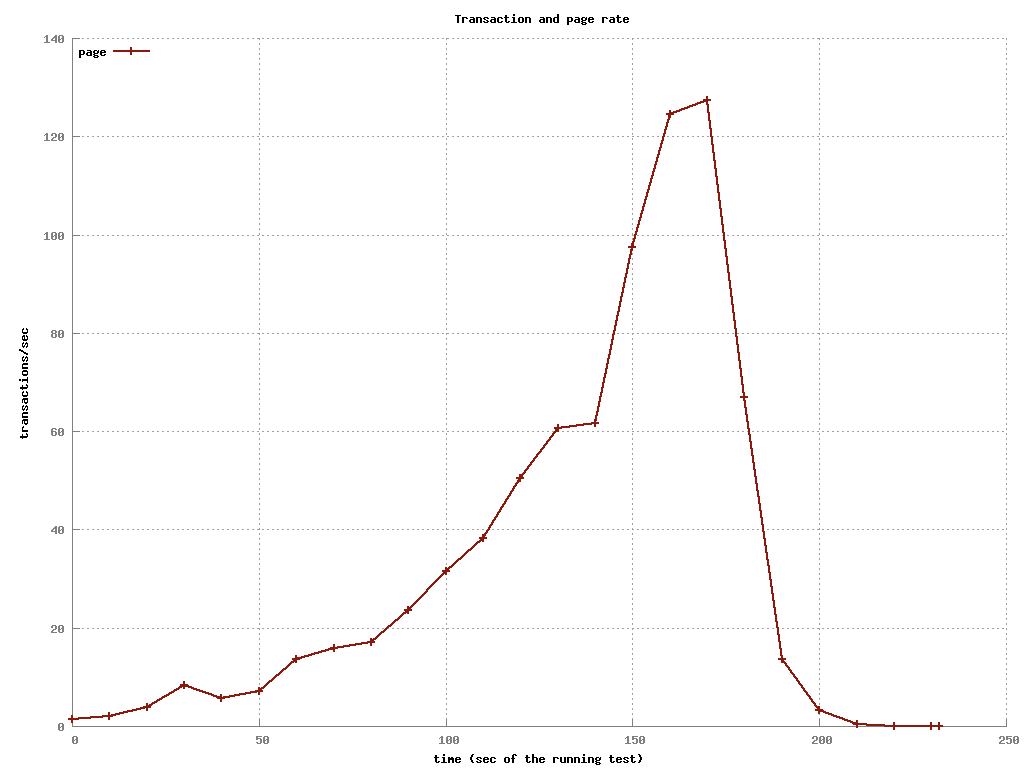 Transaction and page rate
page
140
120
100
80
60
40
20
0
transactions/sec
0 50 100 150 200 250
time (sec of the running test)